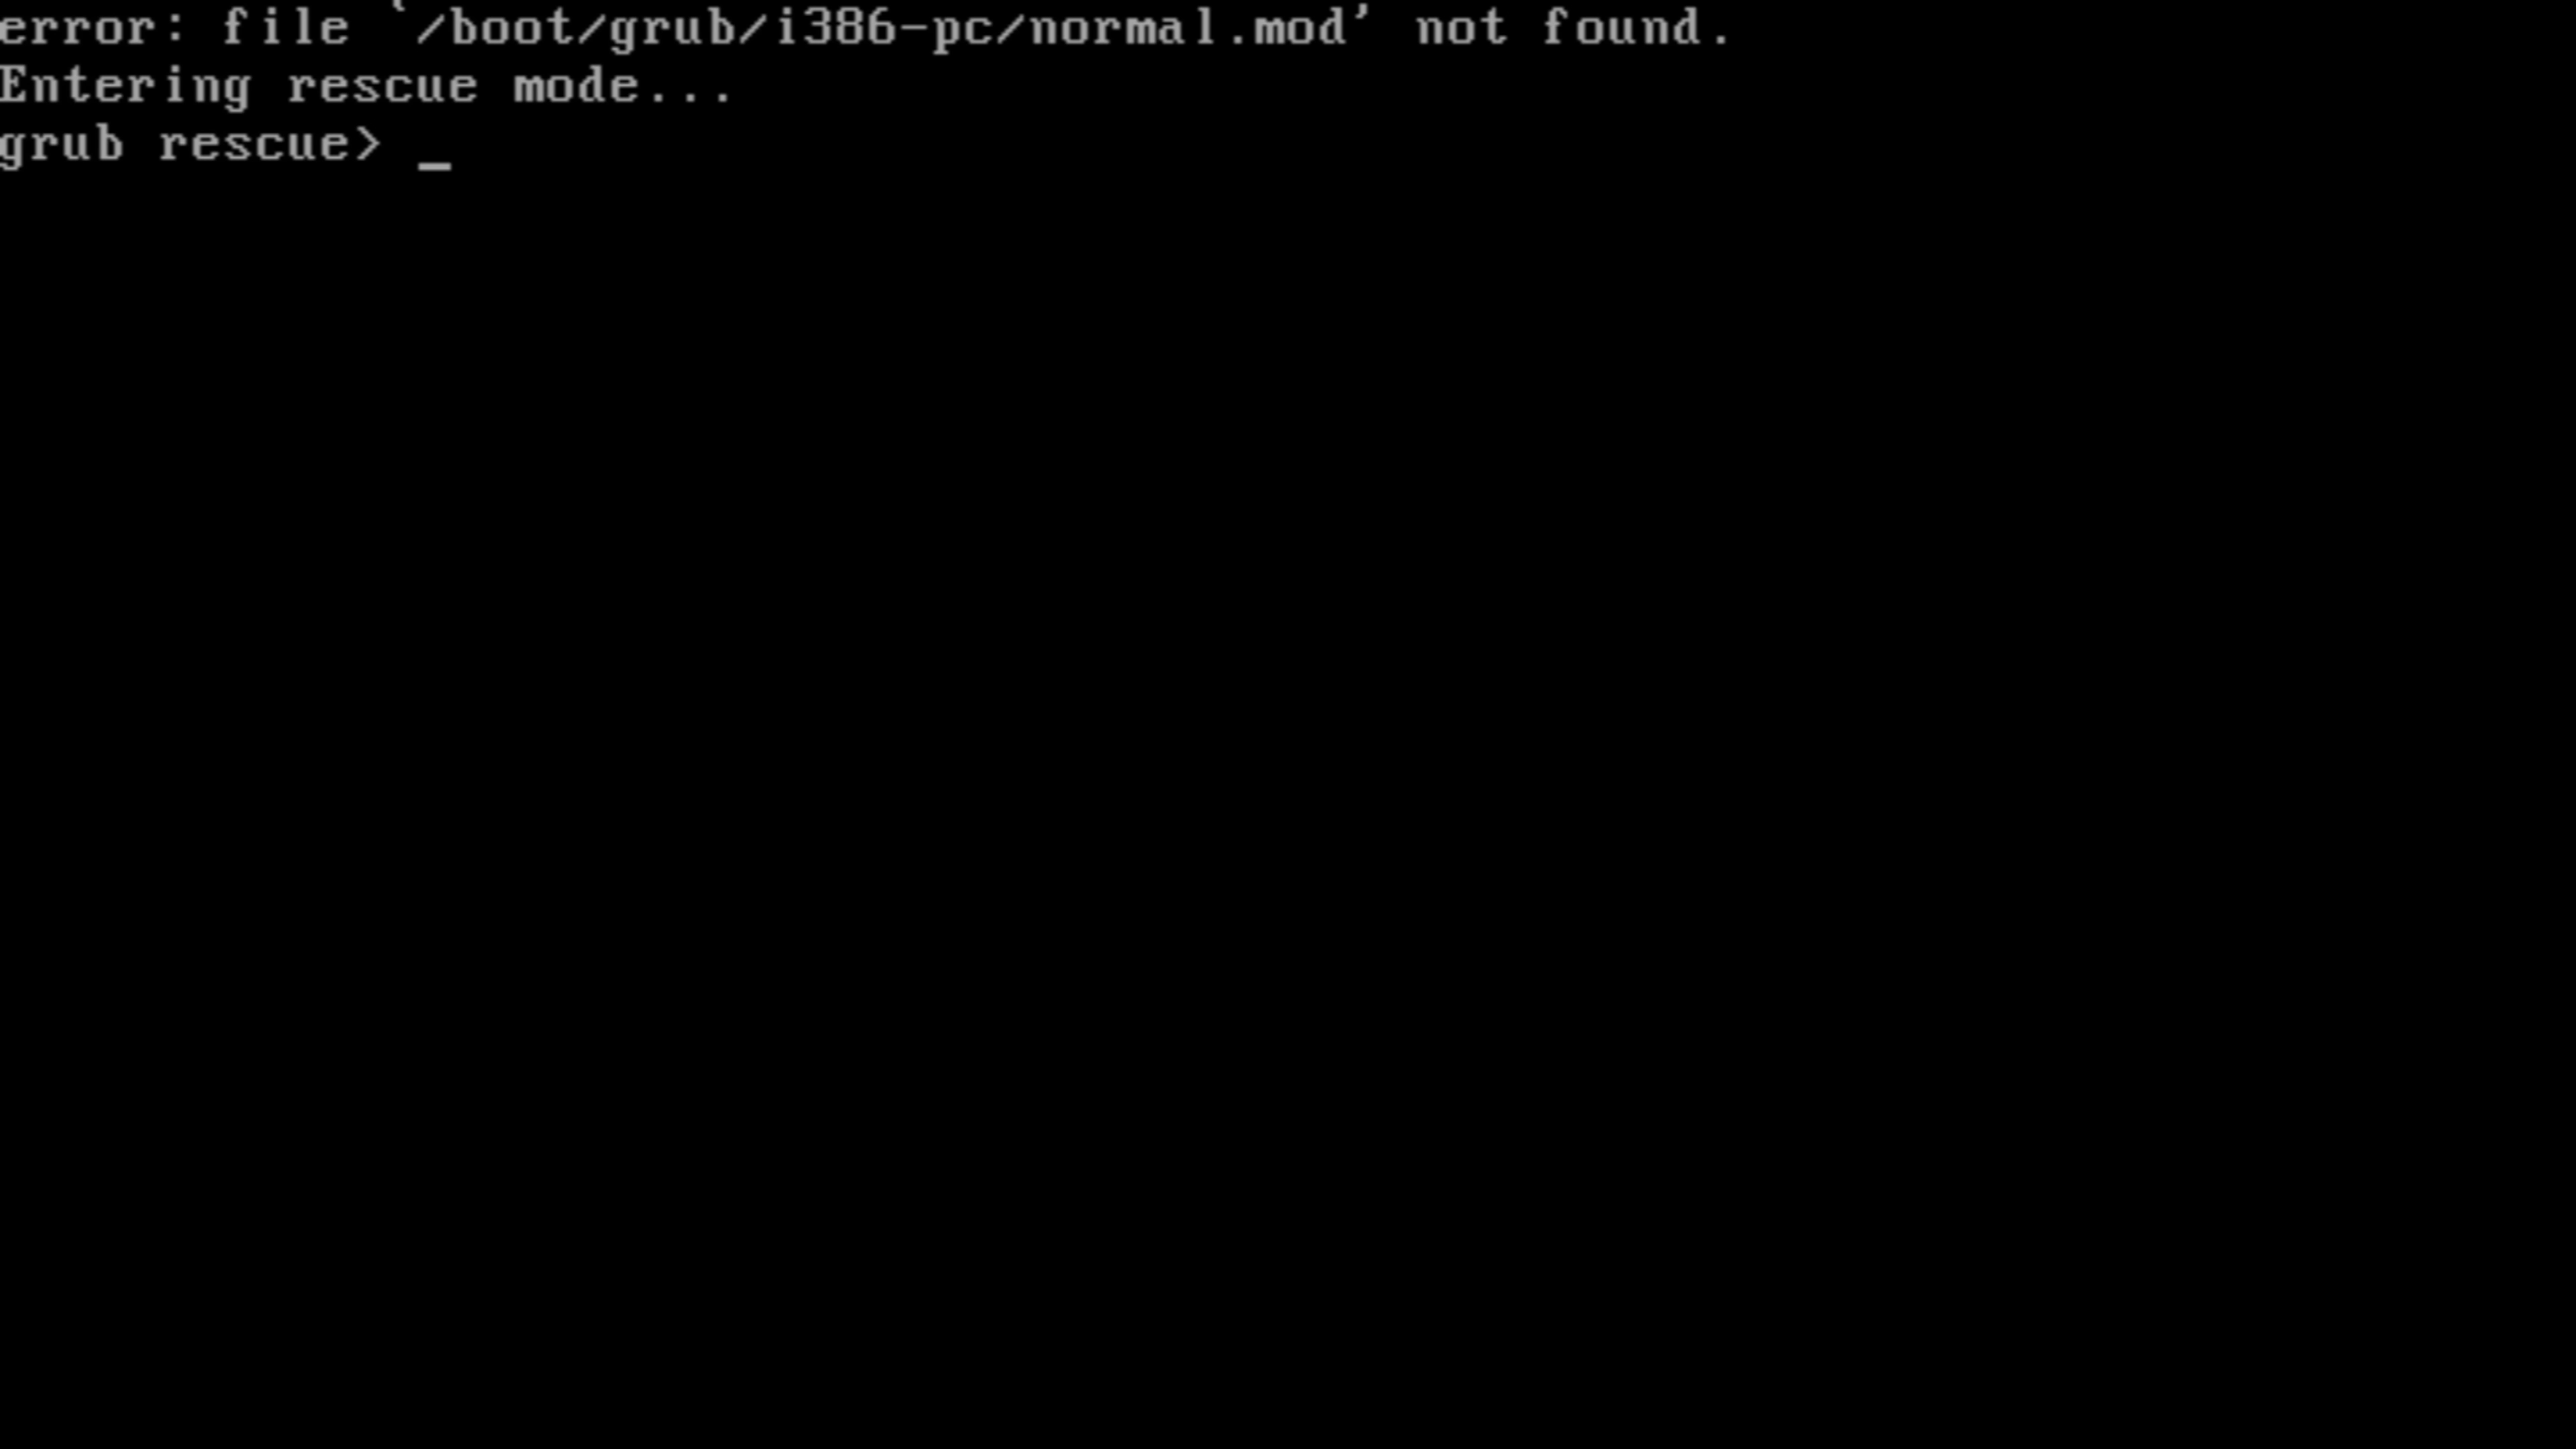 error: file `/boot/grub/i386-pc/normal.mod' not found.
Entering rescue mode...
grub rescue> _